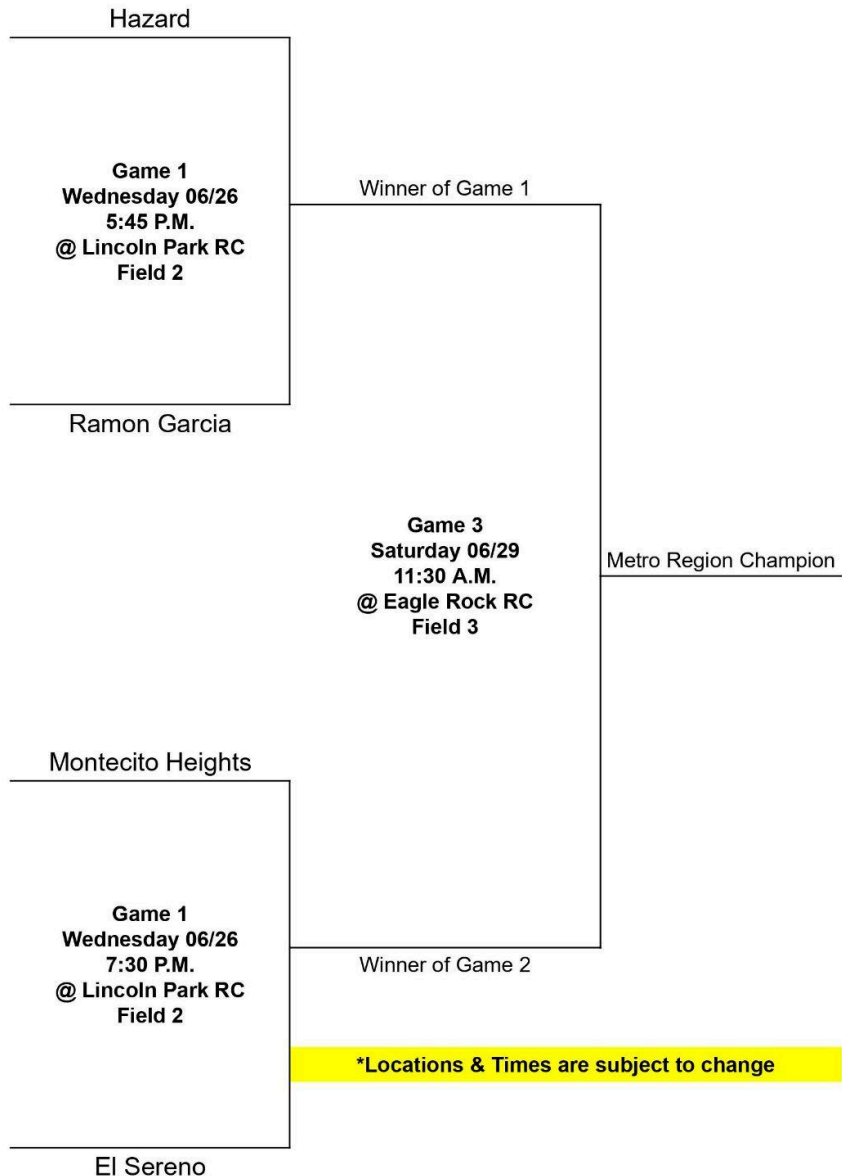 Hazard
Game 1
Wednesday 06/26
5:45 P.M.
@ Lincoln Park RC
Field 2
Winner of Game 1
Ramon Garcia
Game 3
Saturday 06/29
11:30 A.M.
@ Eagle Rock RC
Field 3
Metro Region Champion
Montecito Heights
Game 1
Wednesday 06/26
7:30 P.M.
@ Lincoln Park RC
Field 2
Winner of Game 2
*Locations & Times are subject to change
El Sereno